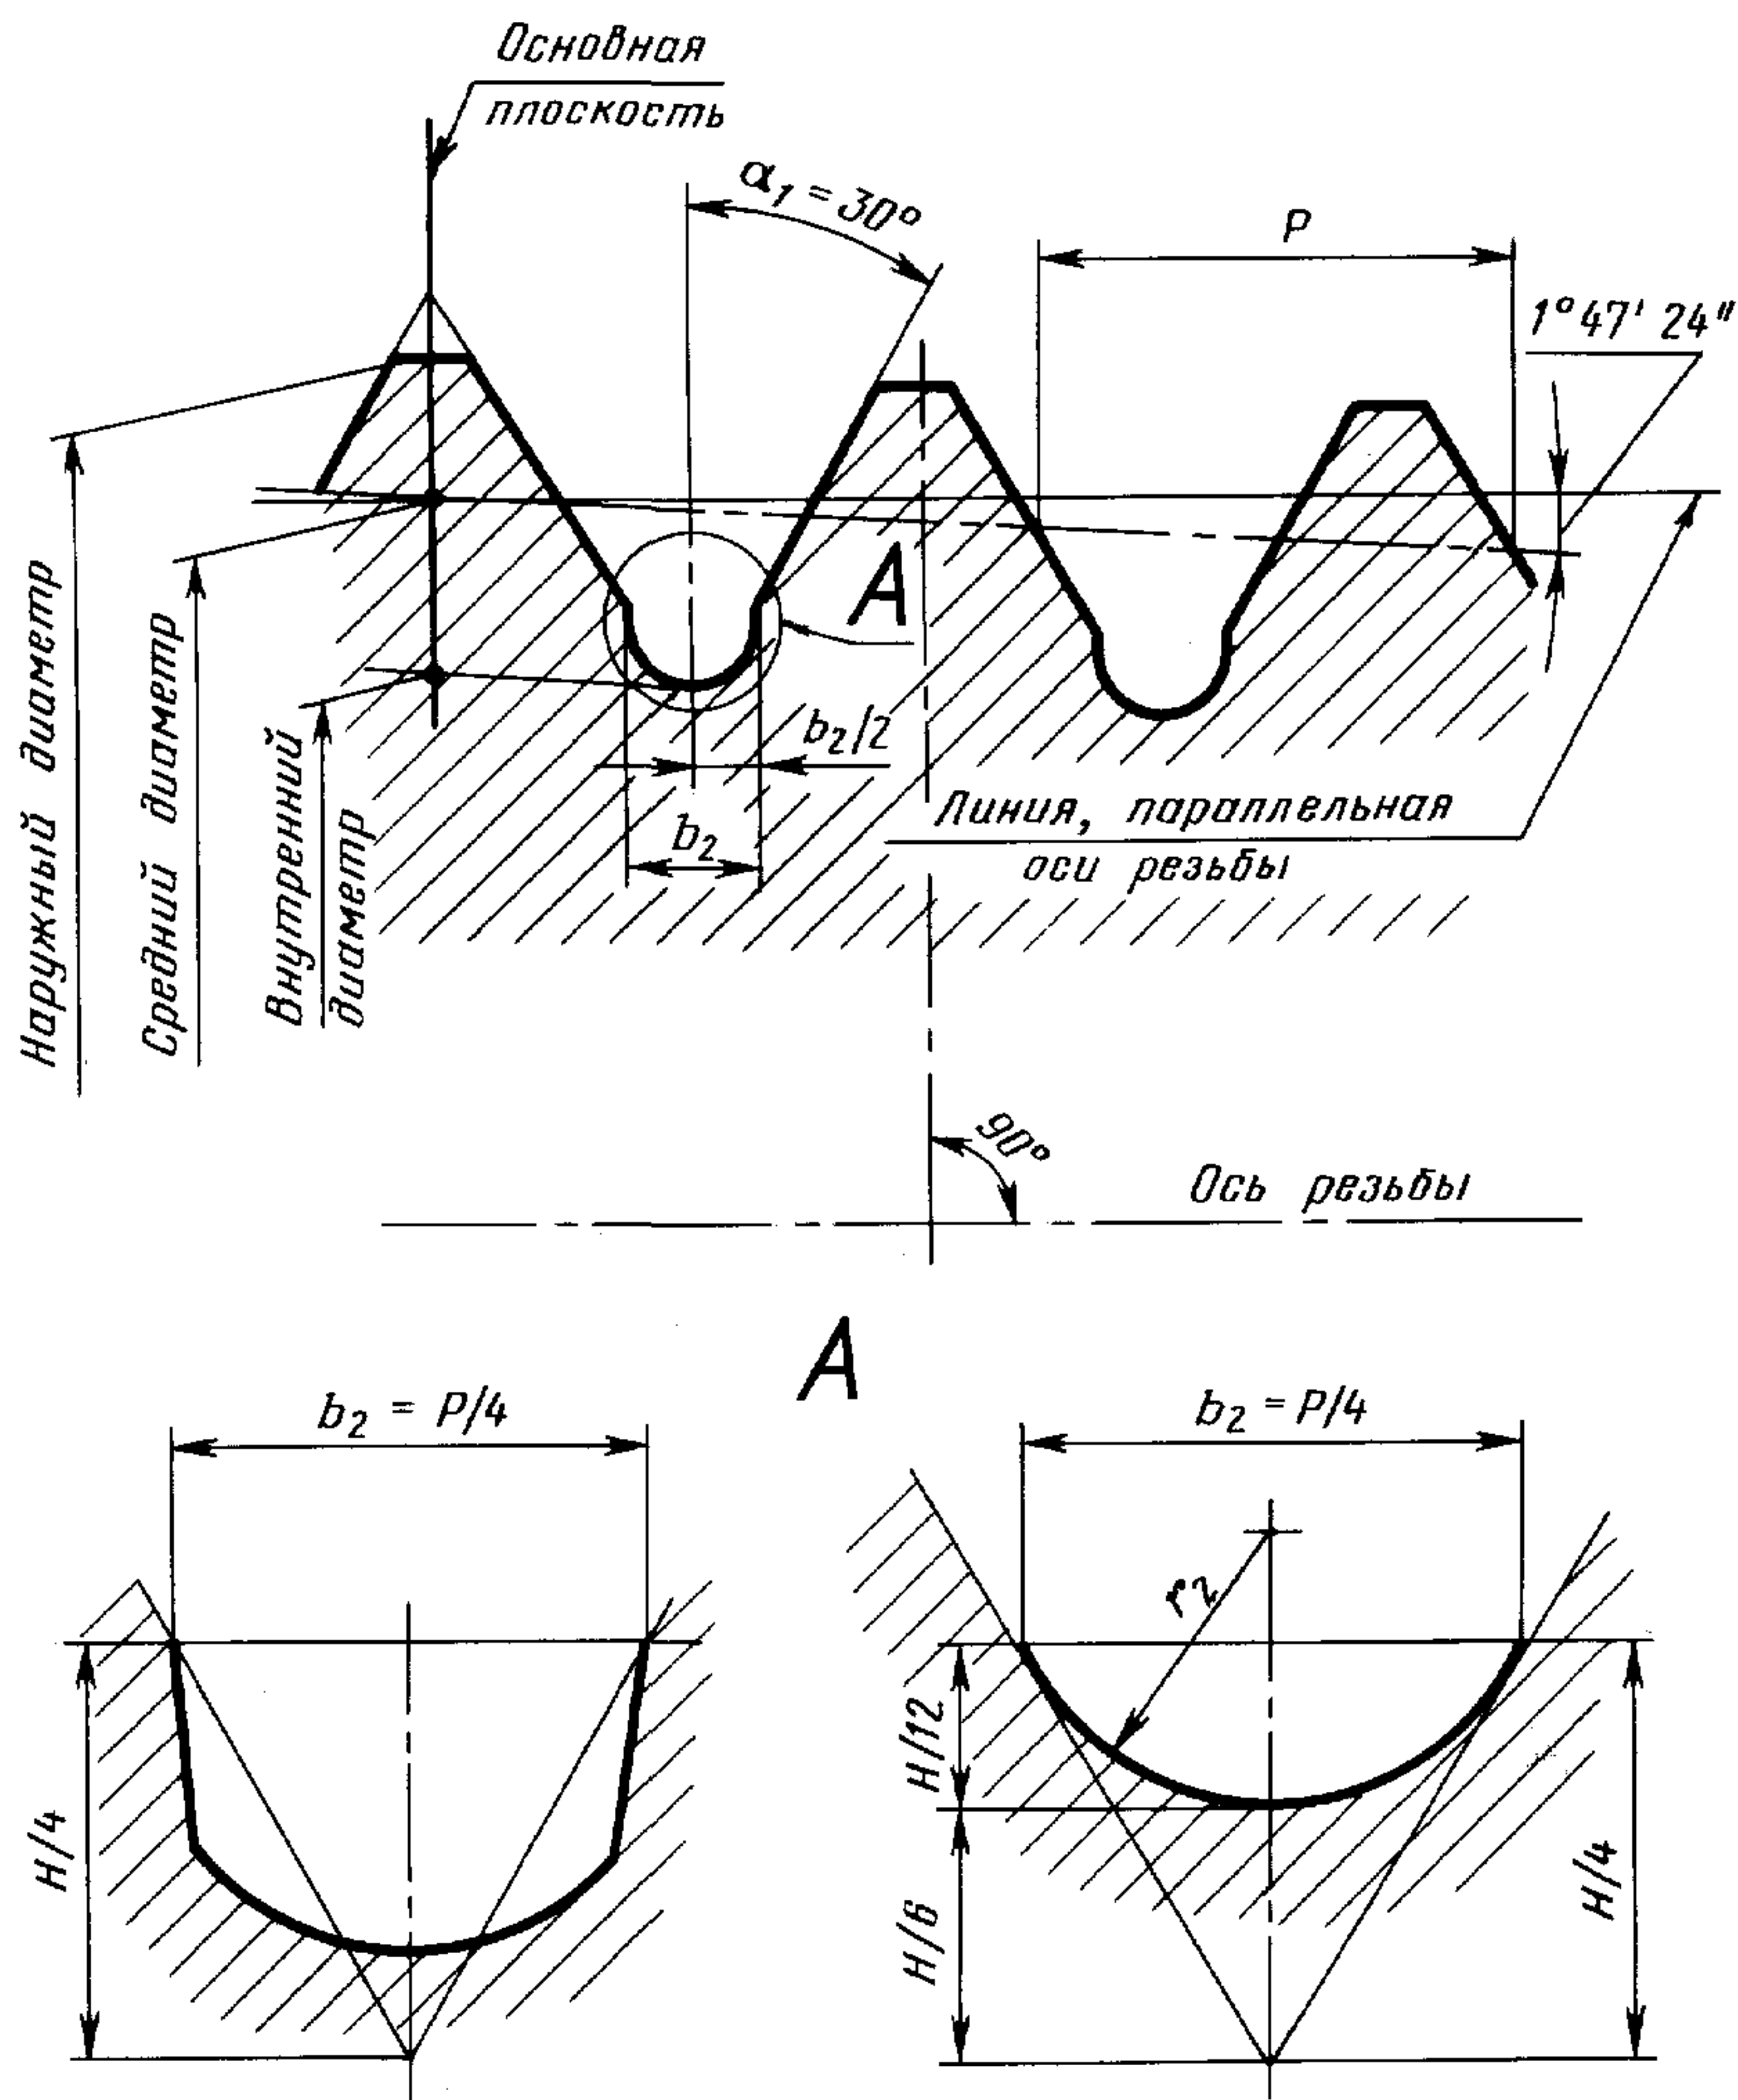 Основная
плоскость
α₁ = 30°
P
1°47' 24"
A
Наружный диаметр
Средний диаметр
Внутренний
диаметр
b₂/2
b₂
Линия, параллельная
оси резьбы
90°
Ось резьбы
A
b₂ = P/4
b₂ = P/4
r₂
H/4
H/12
H/6
H/4